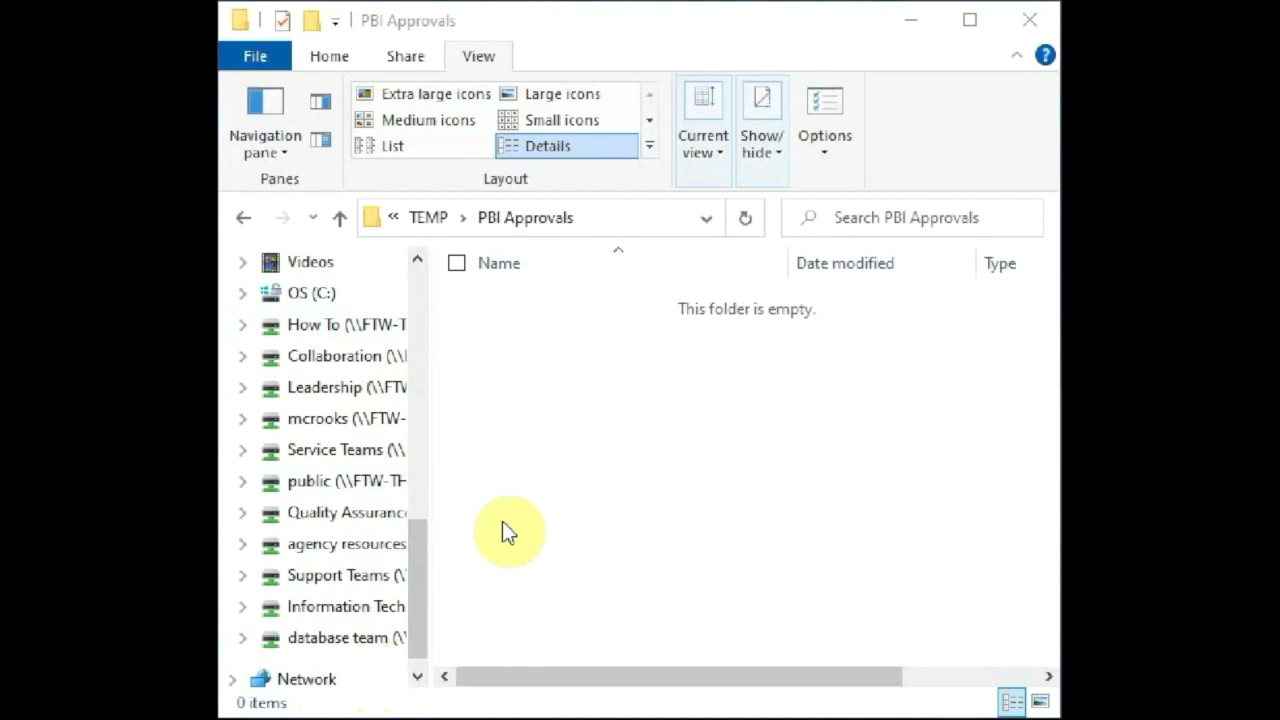 PBI Approvals
File Home Share View
Extra large icons Large icons
Medium icons Small icons
List Details
Navigation pane
Current view
Show/ hide
Options
Panes
Layout
« TEMP > PBI Approvals
Search PBI Approvals
Name Date modified Type
This folder is empty.
Videos
OS (C:)
How To (\\FTW-T
Collaboration (\\
Leadership (\\FTW
mcrooks (\\FTW-
Service Teams (\\
public (\\FTW-TH
Quality Assuranc
agency resources
Support Teams (\
Information Tech
database team (\
Network
0 items